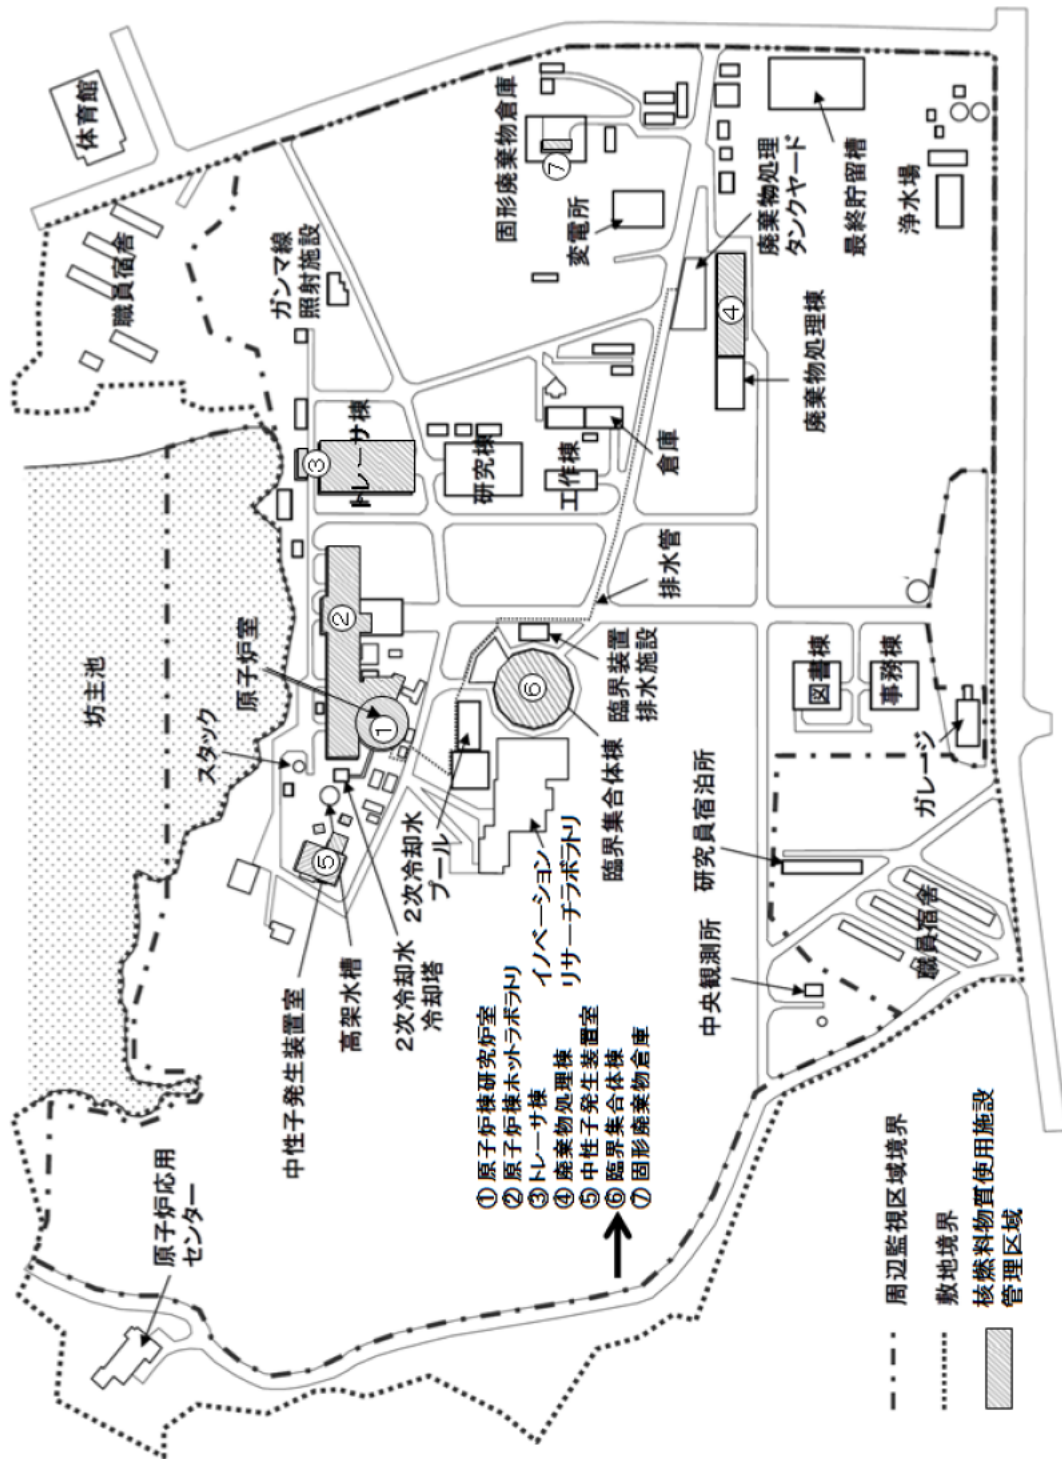 体育館
職員宿舎
ガンマ線
照射施設
固形廃棄物倉庫
変電所
廃棄物処理
タンクヤード
最終貯留槽
浄水場
廃棄物処理棟
トレーサ棟
研究棟
工作棟
倉庫
排水管
坊主池
原子炉室
スタック
臨界装置
排水施設
臨界集合体棟
図書棟
事務棟
ガレージ
研究員宿泊所
中央観測所
職員宿舎
2次冷却水
プール
イノベーション
リサーチラボラトリ
2次冷却水
冷却塔
高架水槽
中性子発生装置室
原子炉応用
センター
①
②
③
④
⑤
⑥
⑦
① 原子炉棟研究炉室
② 原子炉棟ホットラボラトリ
③ トレーサ棟
④ 廃棄物処理棟
⑤ 中性子発生装置室
⑥ 臨界集合体棟
⑦ 固形廃棄物倉庫
周辺監視区域境界
敷地境界
核燃料物質使用施設
管理区域